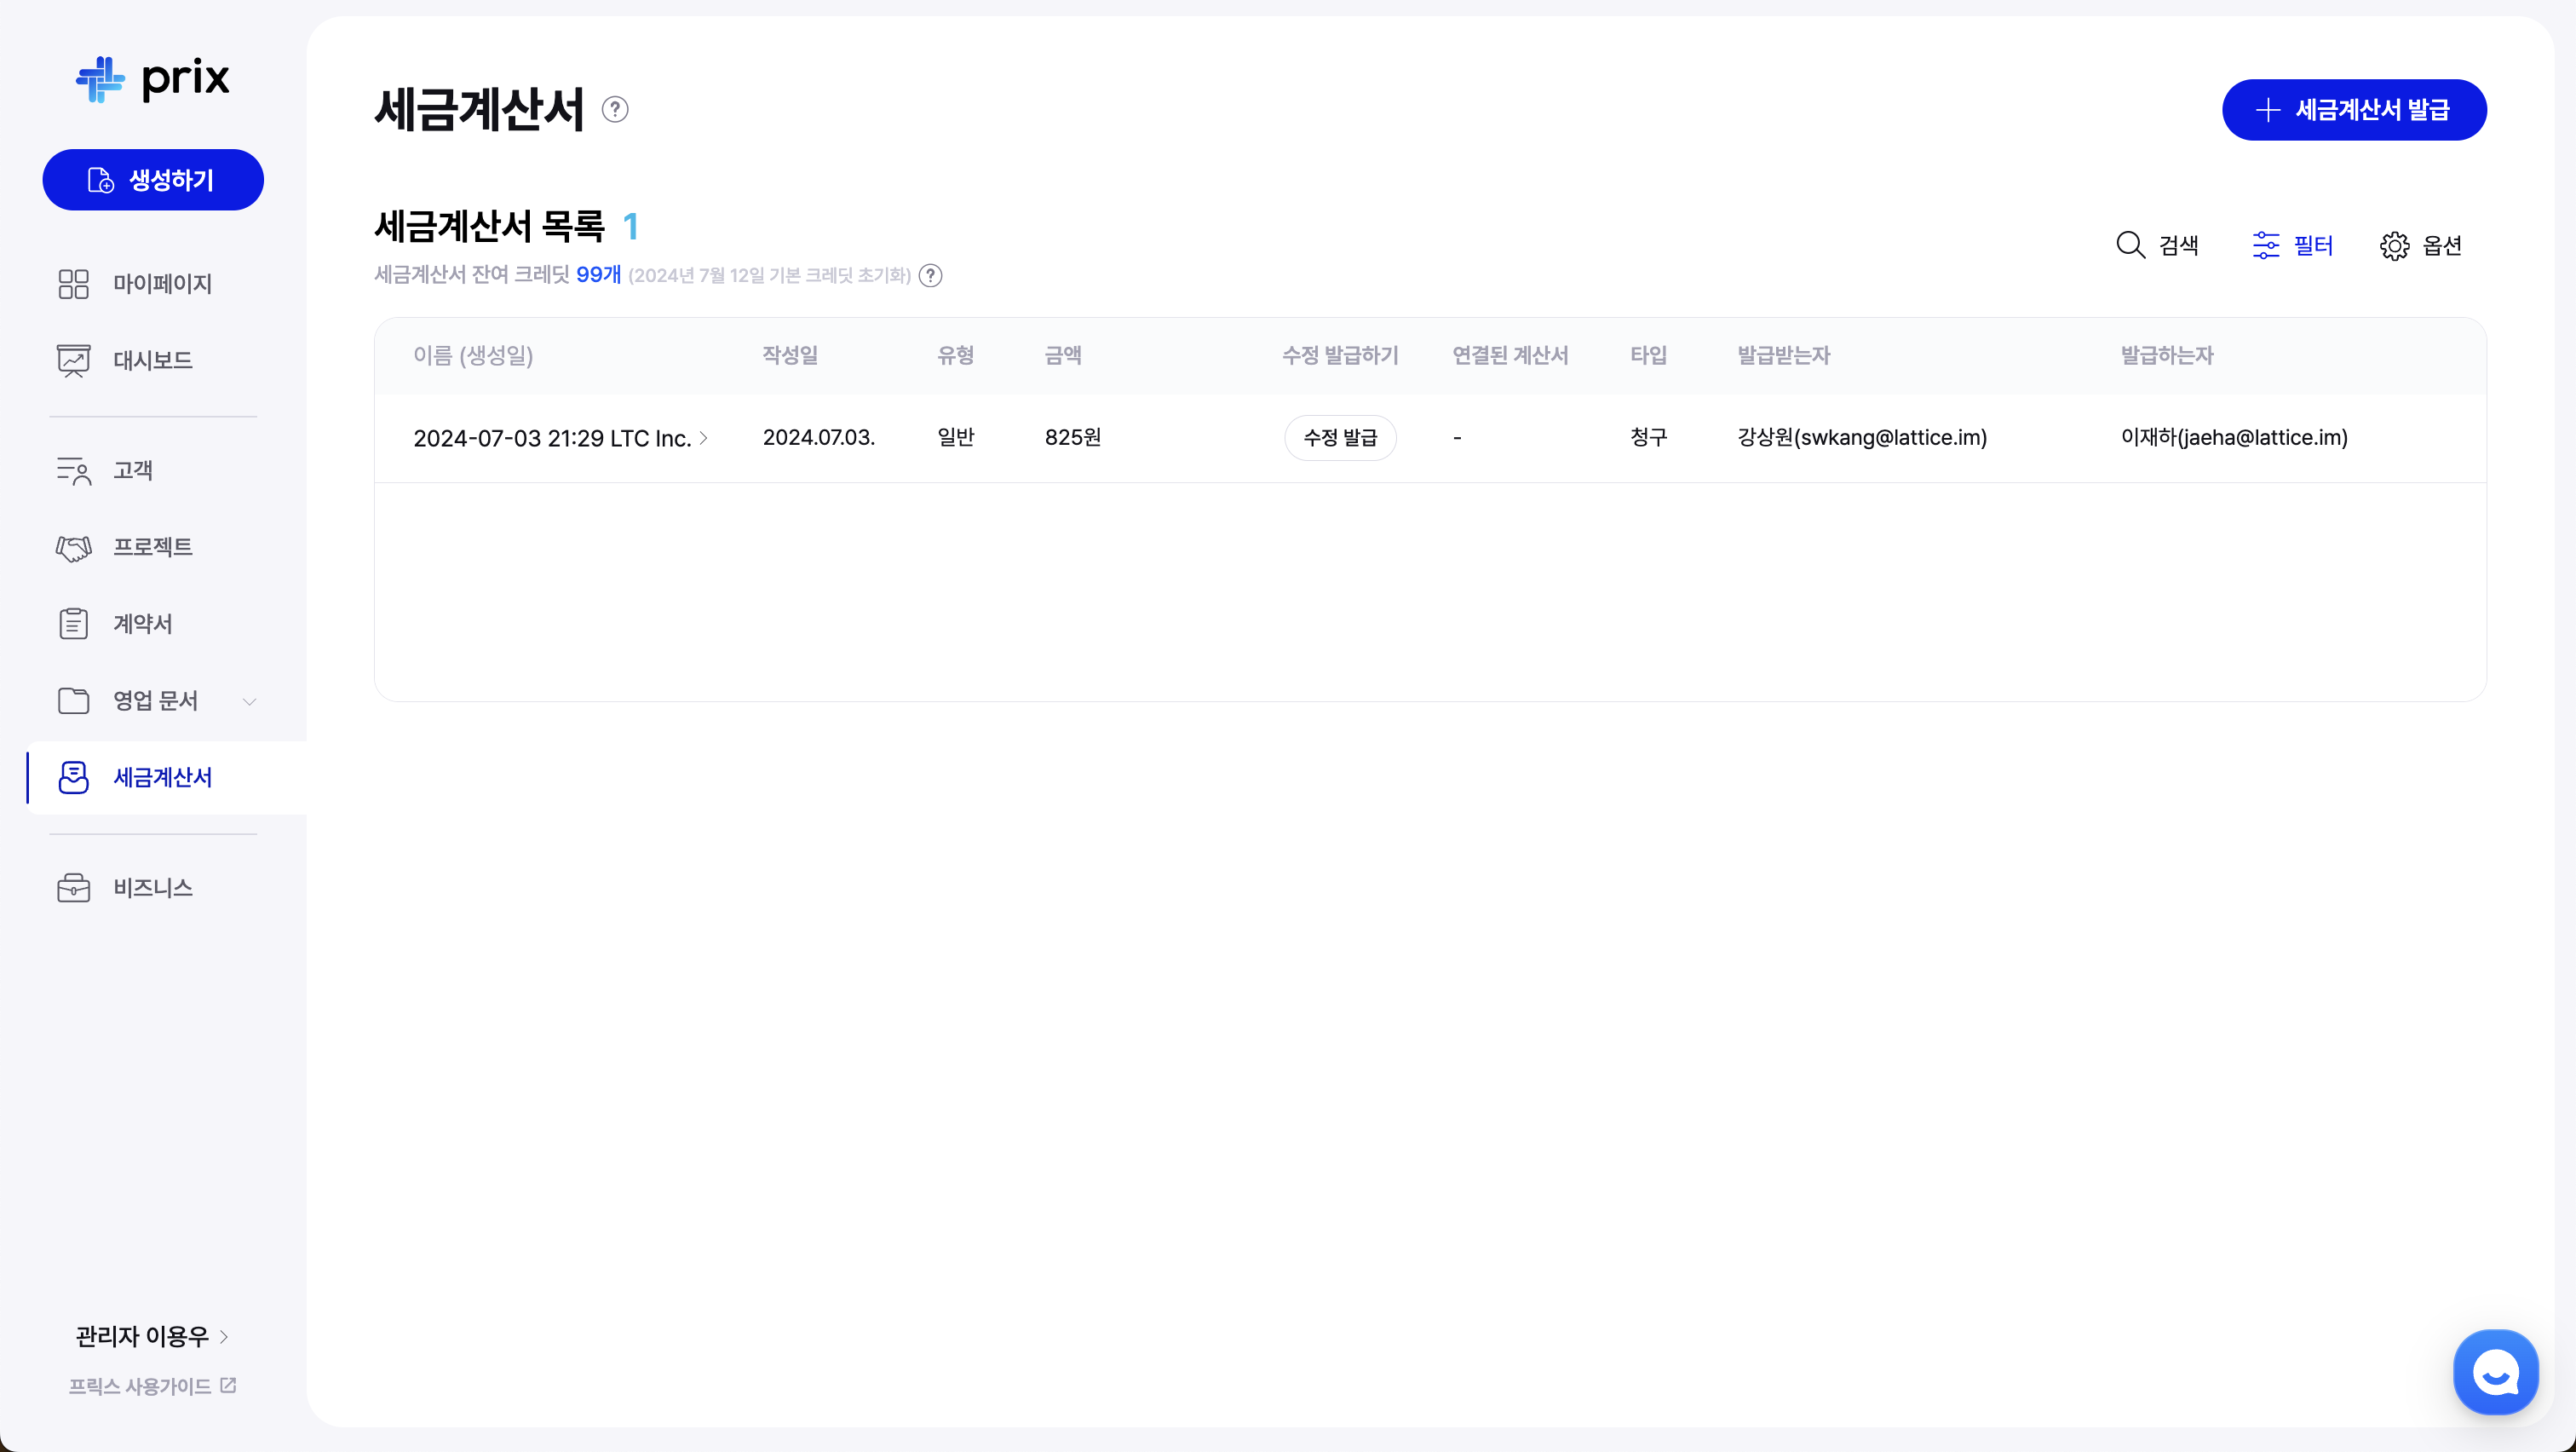 prix
생성하기
마이페이지
대시보드
고객
프로젝트
계약서
영업 문서
세금계산서
비즈니스
관리자 이용우
프릭스 사용가이드
세금계산서 ?
+ 세금계산서 발급
세금계산서 목록 1
세금계산서 잔여 크레딧 99개 (2024년 7월 12일 기본 크레딧 초기화) ?
검색 필터 옵션
이름 (생성일) 작성일 유형 금액 수정 발급하기 연결된 계산서 타입 발급받는자 발급하는자
2024-07-03 21:29 LTC Inc. 2024.07.03. 일반 825원 수정 발급 - 청구 강상원(swkang@lattice.im) 이재하(jaeha@lattice.im)